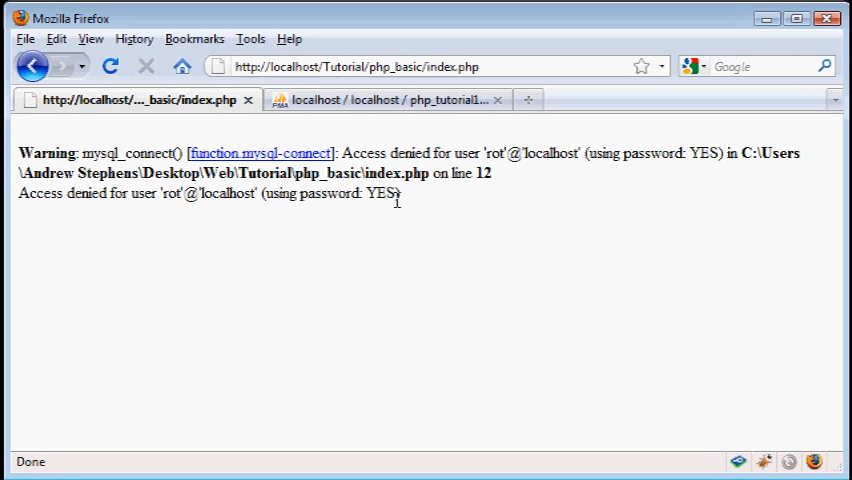 Mozilla Firefox
File Edit View History Bookmarks Tools Help
http://localhost/Tutorial/php_basic/index.php Google
http://localhost/..._basic/index.php PMA localhost / localhost / php_tutorial1...
Warning: mysql_connect() [function.mysql-connect]: Access denied for user 'rot'@'localhost' (using password: YES) in C:\Users
\Andrew Stephens\Desktop\Web\Tutorial\php_basic\index.php on line 12
Access denied for user 'rot'@'localhost' (using password: YES)
Done